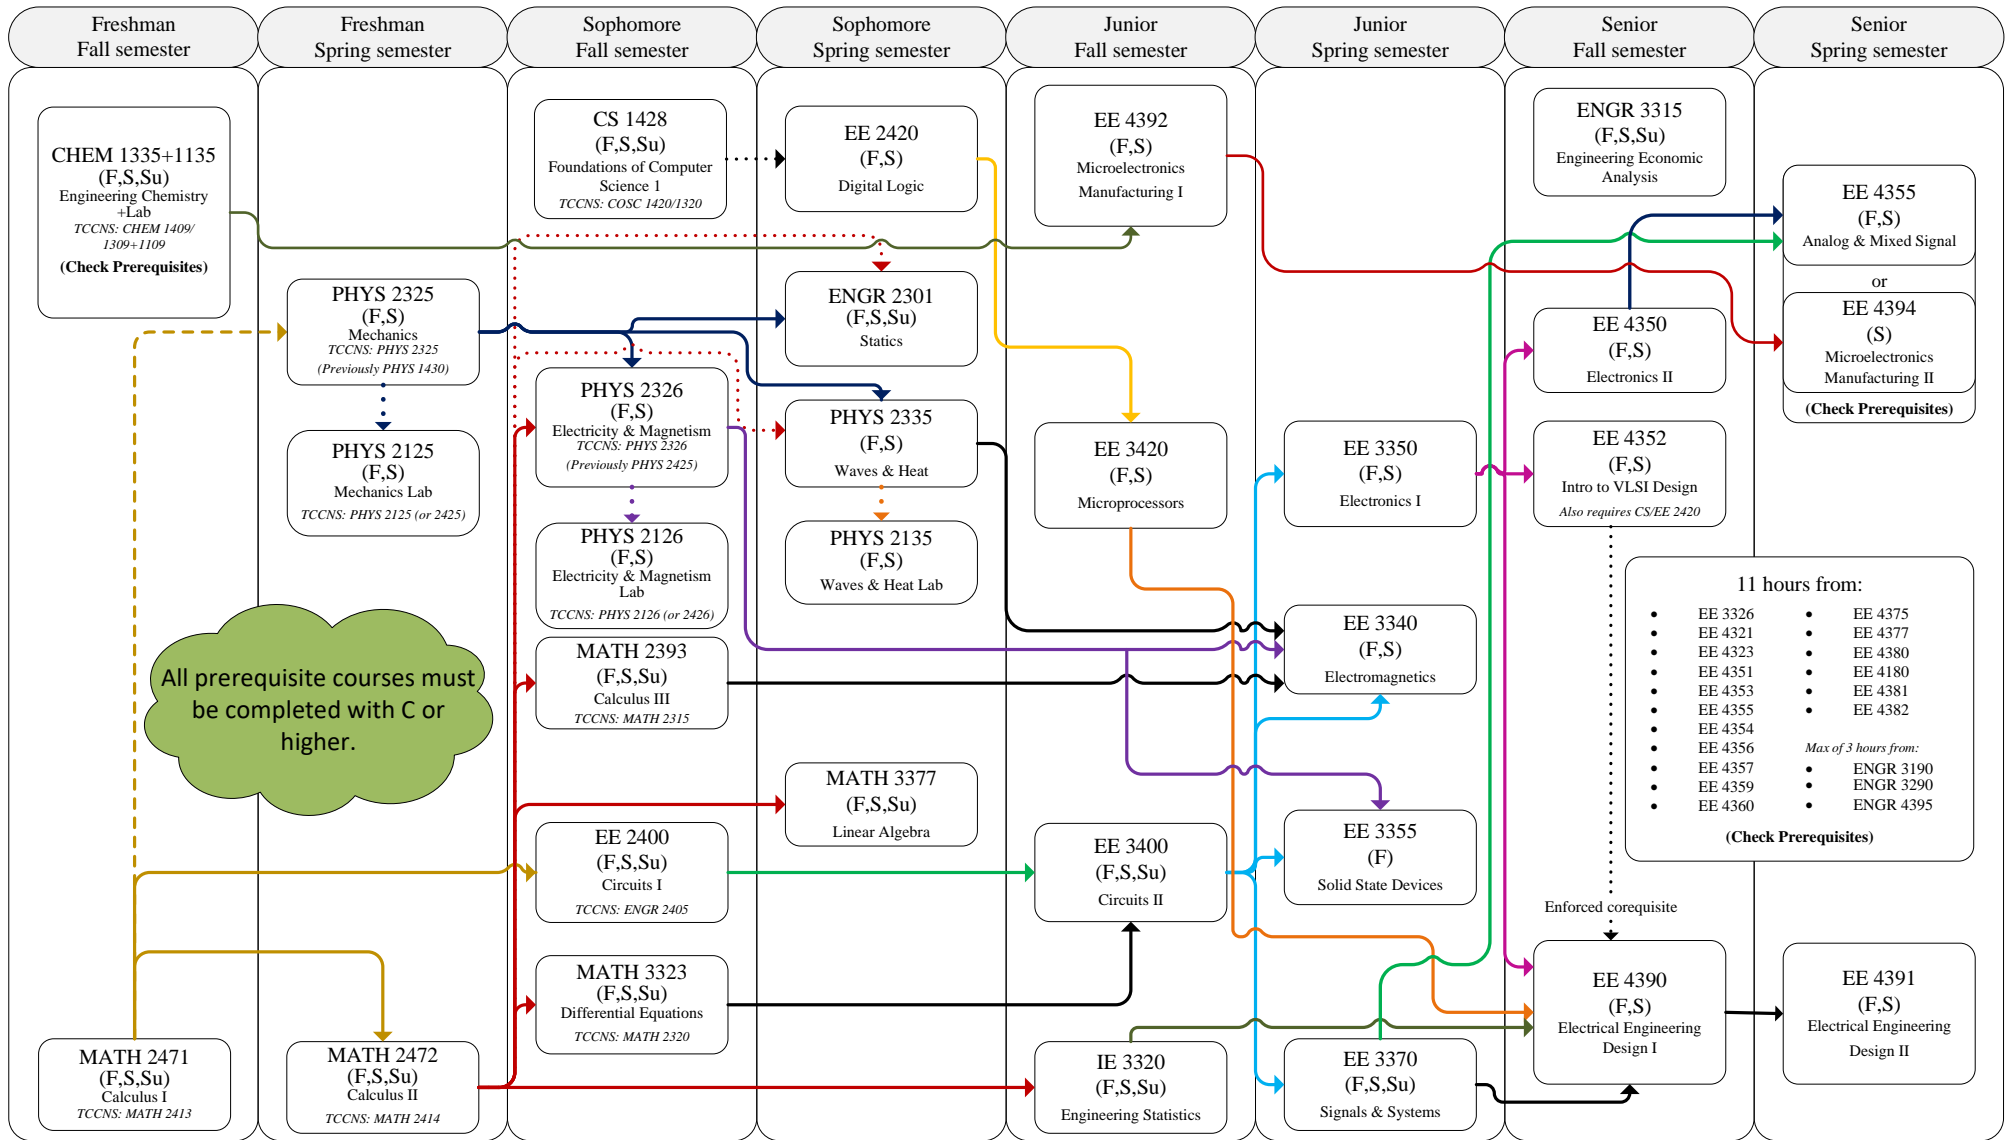 Freshman
Fall semester
Freshman
Spring semester
Sophomore
Fall semester
Sophomore
Spring semester
Junior
Fall semester
Junior
Spring semester
Senior
Fall semester
Senior
Spring semester
CHEM 1335+1135
(F,S,Su)
Engineering Chemistry
+Lab
TCCNS: CHEM 1409/
1309+1109
(Check Prerequisites)
MATH 2471
(F,S,Su)
Calculus I
TCCNS: MATH 2413
PHYS 2325
(F,S)
Mechanics
TCCNS: PHYS 2325
(Previously PHYS 1430)
PHYS 2125
(F,S)
Mechanics Lab
TCCNS: PHYS 2125 (or 2425)
All prerequisite courses must
be completed with C or
higher.
MATH 2472
(F,S,Su)
Calculus II
TCCNS: MATH 2414
CS 1428
(F,S,Su)
Foundations of Computer
Science 1
TCCNS: COSC 1420/1320
PHYS 2326
(F,S)
Electricity & Magnetism
TCCNS: PHYS 2326
(Previously PHYS 2425)
PHYS 2126
(F,S)
Electricity & Magnetism
Lab
TCCNS: PHYS 2126 (or 2426)
MATH 2393
(F,S,Su)
Calculus III
TCCNS: MATH 2315
EE 2400
(F,S,Su)
Circuits I
TCCNS: ENGR 2405
MATH 3323
(F,S,Su)
Differential Equations
TCCNS: MATH 2320
EE 2420
(F,S)
Digital Logic
ENGR 2301
(F,S,Su)
Statics
PHYS 2335
(F,S)
Waves & Heat
PHYS 2135
(F,S)
Waves & Heat Lab
MATH 3377
(F,S,Su)
Linear Algebra
EE 4392
(F,S)
Microelectronics
Manufacturing I
EE 3420
(F,S)
Microprocessors
EE 3400
(F,S,Su)
Circuits II
IE 3320
(F,S,Su)
Engineering Statistics
EE 3350
(F,S)
Electronics I
EE 3340
(F,S)
Electromagnetics
EE 3355
(F)
Solid State Devices
EE 3370
(F,S,Su)
Signals & Systems
ENGR 3315
(F,S,Su)
Engineering Economic
Analysis
EE 4350
(F,S)
Electronics II
EE 4352
(F,S)
Intro to VLSI Design
Also requires CS/EE 2420
Enforced corequisite
EE 4390
(F,S)
Electrical Engineering
Design I
EE 4355
(F,S)
Analog & Mixed Signal
or
EE 4394
(S)
Microelectronics
Manufacturing II
(Check Prerequisites)
11 hours from:
• EE 3326
• EE 4321
• EE 4323
• EE 4351
• EE 4353
• EE 4355
• EE 4354
• EE 4356
• EE 4357
• EE 4359
• EE 4360
• EE 4375
• EE 4377
• EE 4380
• EE 4180
• EE 4381
• EE 4382
Max of 3 hours from:
• ENGR 3190
• ENGR 3290
• ENGR 4395
(Check Prerequisites)
EE 4391
(F,S)
Electrical Engineering
Design II